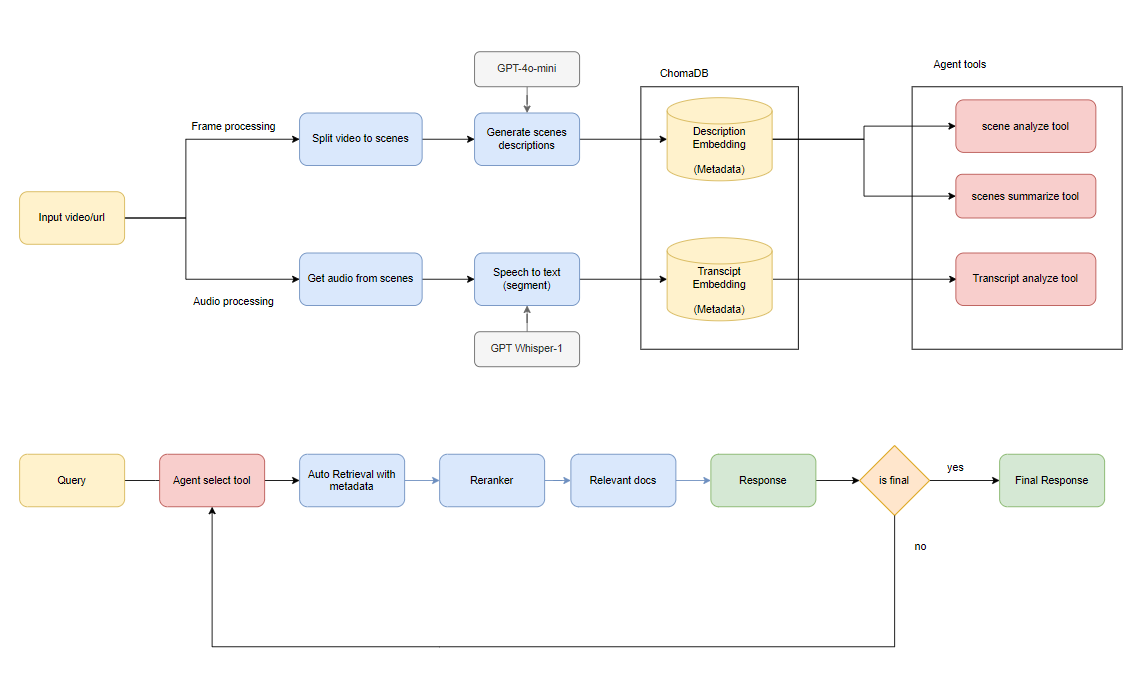 GPT-4o-mini
ChomaDB
Agent tools
Frame processing
Split video to scenes
Generate scenes
descriptions
Description
Embedding
(Metadata)
scene analyze tool
scenes summarize tool
Input video/url
Get audio from scenes
Speech to text
(segment)
Transcipt
Embedding
(Metadata)
Transcript analyze tool
Audio processing
GPT Whisper-1
Query
Agent select tool
Auto Retrieval with
metadata
Reranker
Relevant docs
Response
is final
yes
Final Response
no